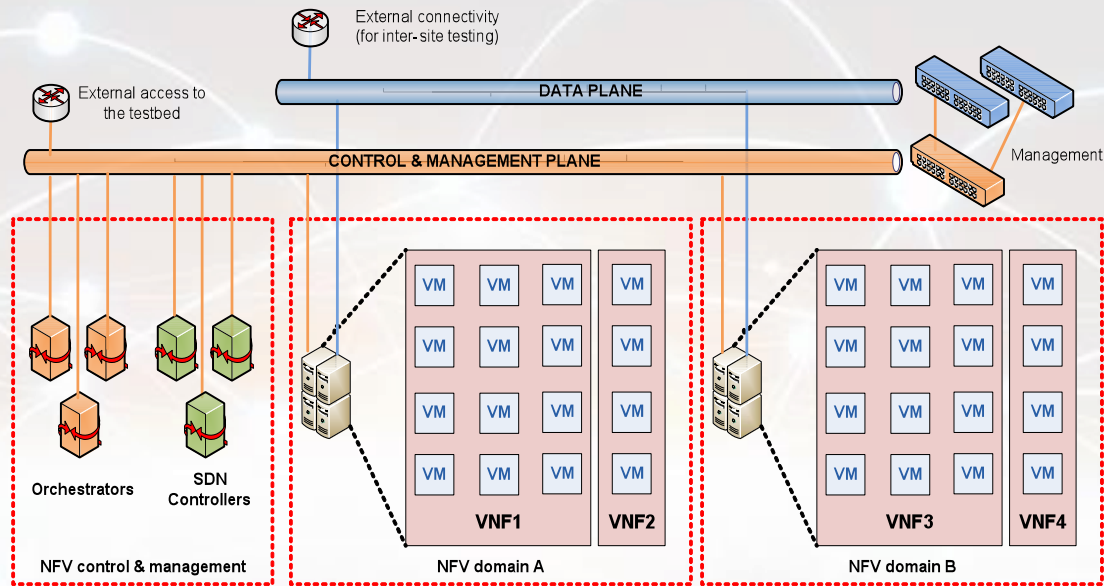 External connectivity
(for inter-site testing)
External access to
the testbed
DATA PLANE
CONTROL & MANAGEMENT PLANE
Management
Orchestrators
SDN
Controllers
NFV control & management
VM VM VM VM
VM VM VM VM
VM VM VM VM
VM VM VM VM
VNF1 VNF2
NFV domain A
VM VM VM VM
VM VM VM VM
VM VM VM VM
VM VM VM VM
VNF3 VNF4
NFV domain B